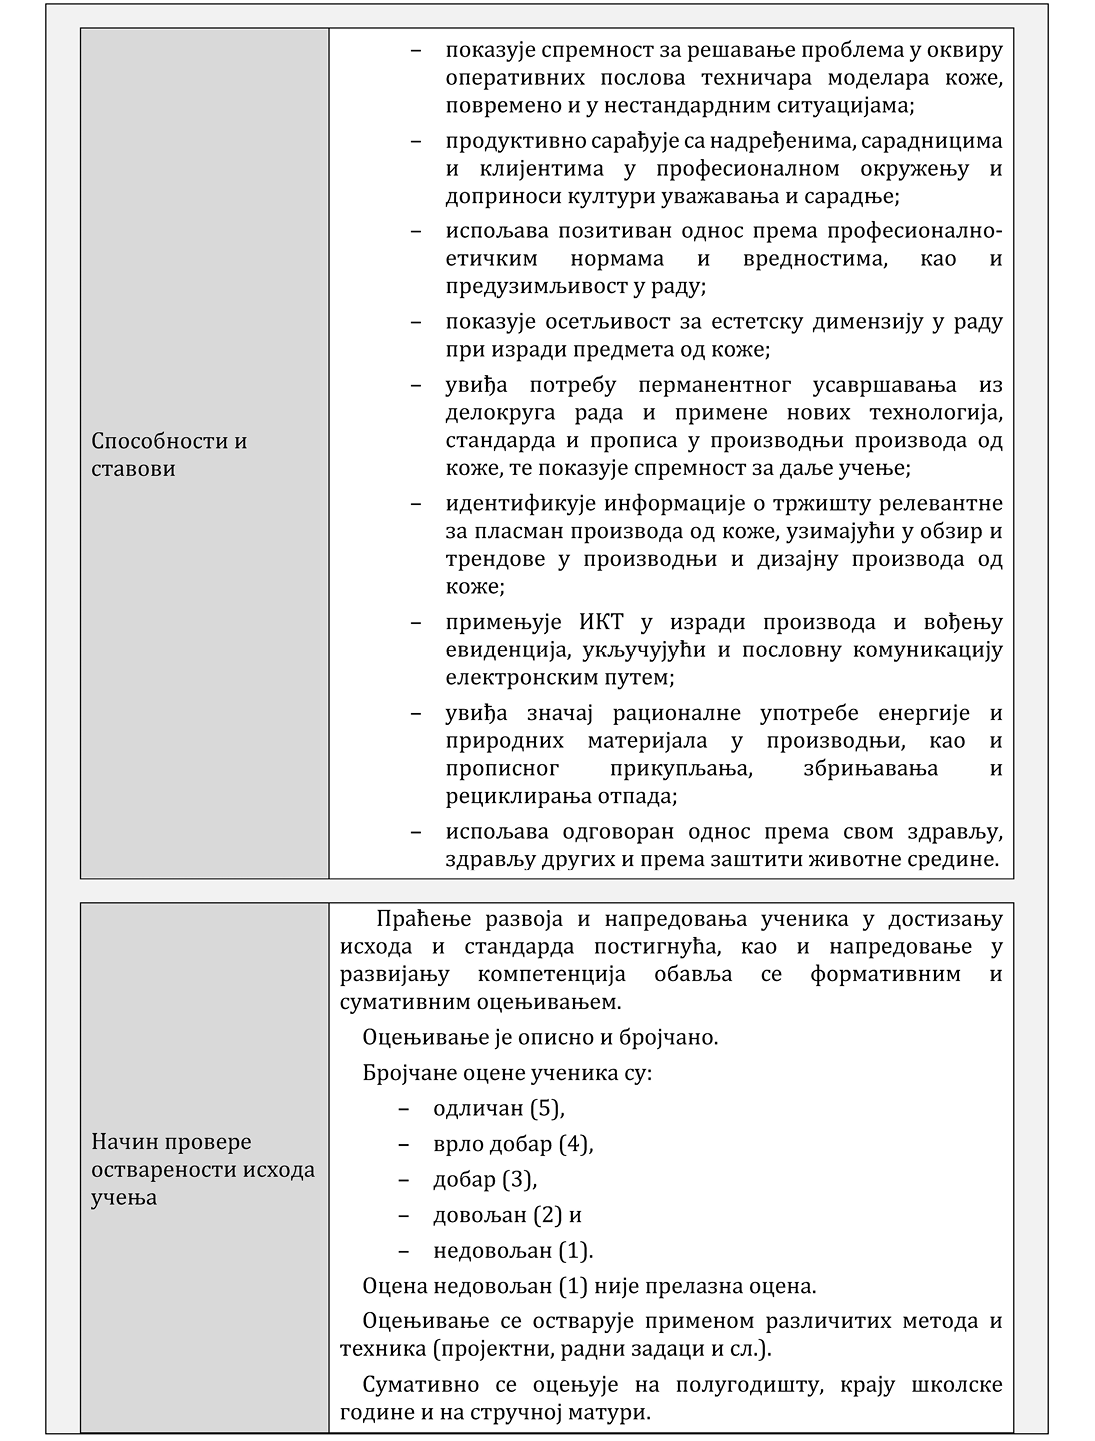 Способности и
ставови
– показује спремност за решавање проблема у оквиру
оперативних послова техничара моделара коже,
повремено и у нестандардним ситуацијама;
– продуктивно сарађује са надређенима, сарадницима
и клијентима у професионалном окружењу и
доприноси култури уважавања и сарадње;
– испољава позитиван однос према професионално-
етичким нормама и вредностима, као и
предузимљивост у раду;
– показује осетљивост за естетску димензију у раду
при изради предмета од коже;
– увиђа потребу перманентног усавршавања из
делокруга рада и примене нових технологија,
стандарда и прописа у производњи производа од
коже, те показује спремност за даље учење;
– идентификује информације о тржишту релевантне
за пласман производа од коже, узимајући у обзир и
трендове у производњи и дизајну производа од
коже;
– примењује ИКТ у изради производа и вођењу
евиденција, укључујући и пословну комуникацију
електронским путем;
– увиђа значај рационалне употребе енергије и
природних материјала у производњи, као и
прописног прикупљања, збрињавања и
рециклирања отпада;
– испољава одговоран однос према свом здрављу,
здрављу других и према заштити животне средине.
Начин провере
остварености исхода
учења
Праћење развоја и напредовања ученика у достизању
исхода и стандарда постигнућа, као и напредовање у
развијању компетенција обавља се формативним и
сумативним оцењивањем.
Оцењивање је описно и бројчано.
Бројчане оцене ученика су:
– одличан (5),
– врло добар (4),
– добар (3),
– довољан (2) и
– недовољан (1).
Оцена недовољан (1) није прелазна оцена.
Оцењивање се остварује применом различитих метода и
техника (пројектни, радни задаци и сл.).
Сумативно се оцењује на полугодишту, крају школске
године и на стручној матури.